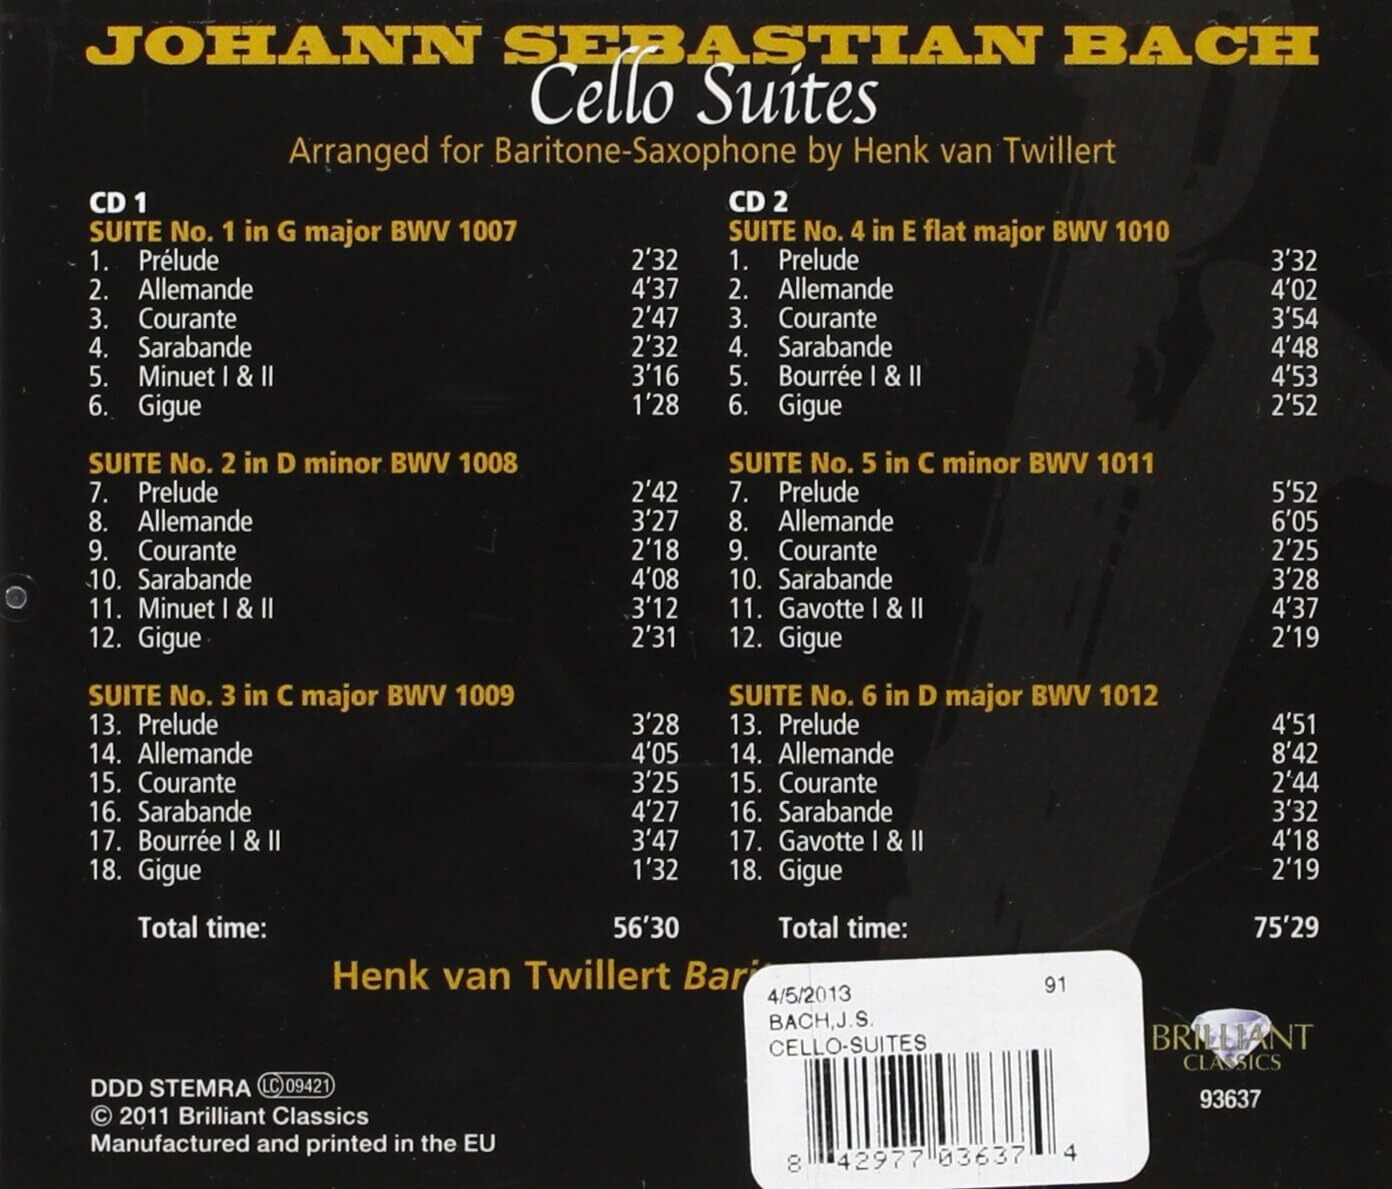 JOHANN SEBASTIAN BACH
Cello Suites
Arranged for Baritone-Saxophone by Henk van Twillert
CD 1
SUITE No. 1 in G major BWV 1007
1. Prélude 2'32
2. Allemande 4'37
3. Courante 2'47
4. Sarabande 2'32
5. Minuet I & II 3'16
6. Gigue 1'28
SUITE No. 2 in D minor BWV 1008
7. Prelude 2'42
8. Allemande 3'27
9. Courante 2'18
10. Sarabande 4'08
11. Minuet I & II 3'12
12. Gigue 2'31
SUITE No. 3 in C major BWV 1009
13. Prelude 3'28
14. Allemande 4'05
15. Courante 3'25
16. Sarabande 4'27
17. Bourrée I & II 3'47
18. Gigue 1'32
Total time: 56'30
CD 2
SUITE No. 4 in E flat major BWV 1010
1. Prelude 3'32
2. Allemande 4'02
3. Courante 3'54
4. Sarabande 4'48
5. Bourrée I & II 4'53
6. Gigue 2'52
SUITE No. 5 in C minor BWV 1011
7. Prelude 5'52
8. Allemande 6'05
9. Courante 2'25
10. Sarabande 3'28
11. Gavotte I & II 4'37
12. Gigue 2'19
SUITE No. 6 in D major BWV 1012
13. Prelude 4'51
14. Allemande 8'42
15. Courante 2'44
16. Sarabande 3'32
17. Gavotte I & II 4'18
18. Gigue 2'19
Total time: 75'29
Henk van Twillert
DDD STEMRA LC 09421
© 2011 Brilliant Classics
Manufactured and printed in the EU
4/5/2013 91
BACH,J.S.
CELLO-SUITES
8 42977 03637 4
BRILLIANT
CLASSICS
93637